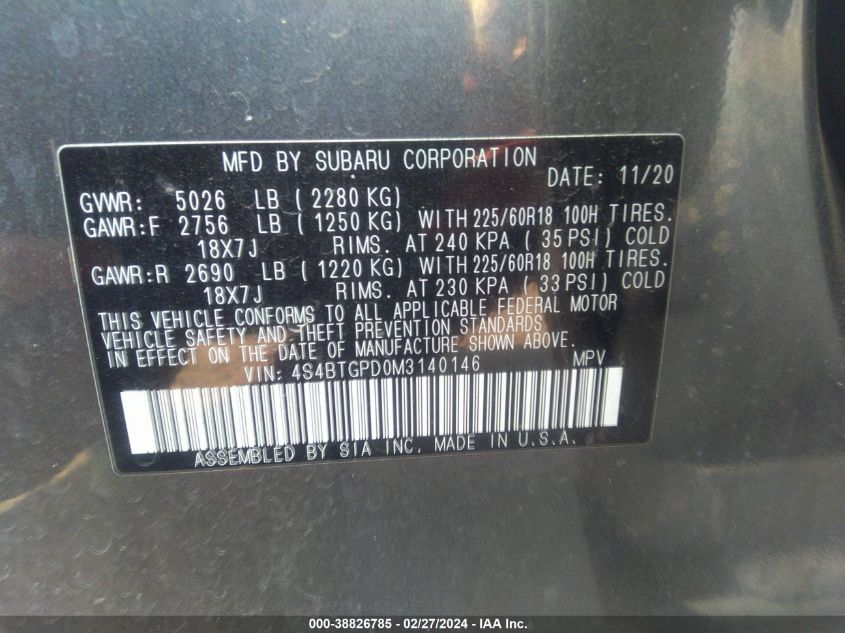 MFD BY SUBARU CORPORATION DATE: 11/20
GVWR: 5026 LB ( 2280 KG)
GAWR:F 2756 LB ( 1250 KG) WITH 225/60R18 100H TIRES.
18X7J RIMS. AT 240 KPA ( 35 PSI) COLD
GAWR:R 2690 LB ( 1220 KG) WITH 225/60R18 100H TIRES.
18X7J RIMS. AT 230 KPA ( 33 PSI) COLD
THIS VEHICLE CONFORMS TO ALL APPLICABLE FEDERAL MOTOR
VEHICLE SAFETY AND THEFT PREVENTION STANDARDS
IN EFFECT ON THE DATE OF MANUFACTURE SHOWN ABOVE.
VIN: 4S4BTGPD0M3140146 MPV
ASSEMBLED BY SIA INC. MADE IN U.S.A.
000-38826785 - 02/27/2024 - IAA Inc.